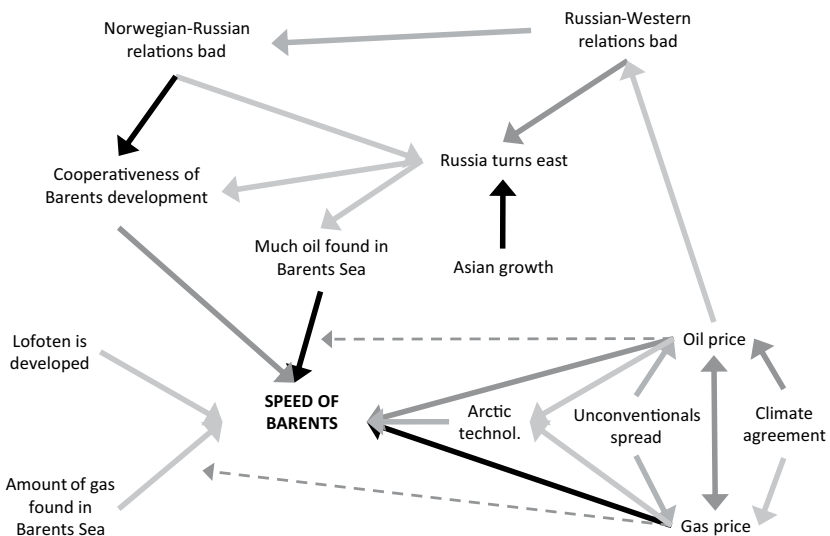 Norwegian-Russian
relations bad
Russian-Western
relations bad
Cooperativeness of
Barents development
Russia turns east
Much oil found in
Barents Sea
Asian growth
Lofoten is
developed
Oil price
SPEED OF
BARENTS
Arctic
technol.
Unconventionals
spread
Climate
agreement
Amount of gas
found in
Barents Sea
Gas price